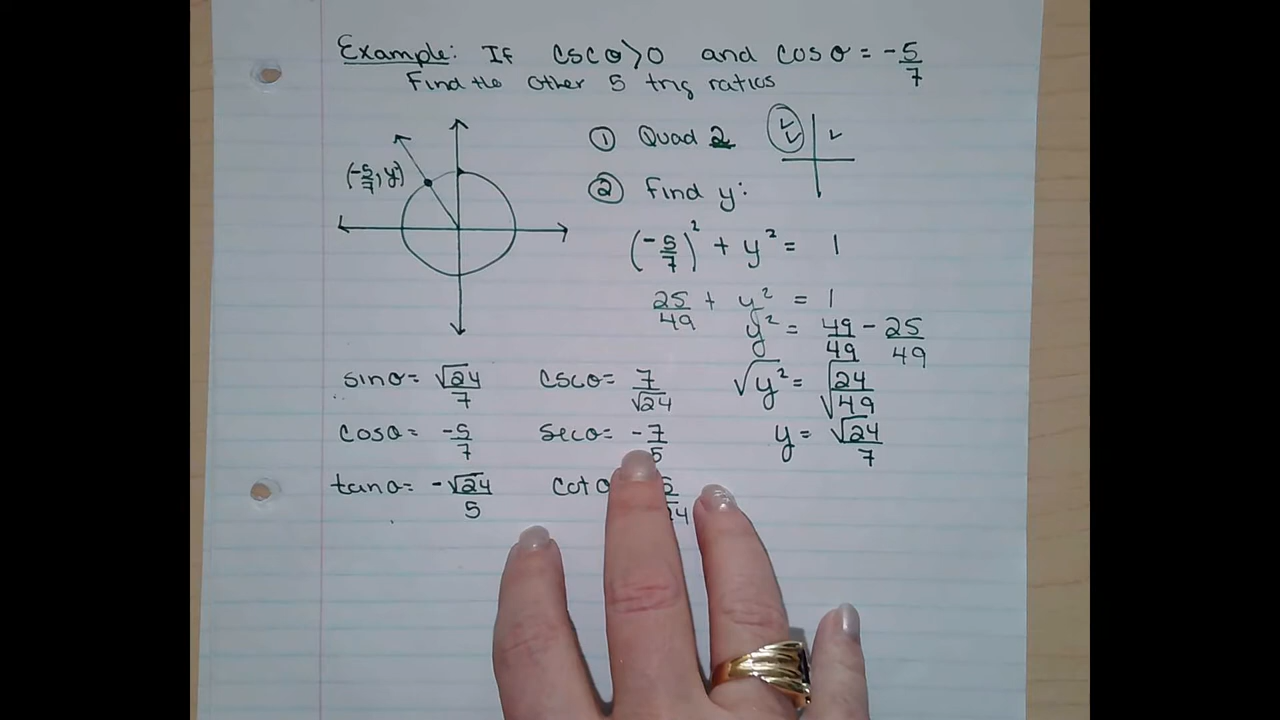 Example: If cscθ>0 and cosθ = -5/7
Find the other 5 trig ratios
① Quad 2
(-5/7, y)
② Find y:
(-5/7)² + y² = 1
25/49 + y² = 1
y² = 49/49 - 25/49
√y² = √24/√49
y = √24/7
sinθ = √24/7 cscθ = 7/√24
cosθ = -5/7 secθ = -7/5
tanθ = -√24/5 cot